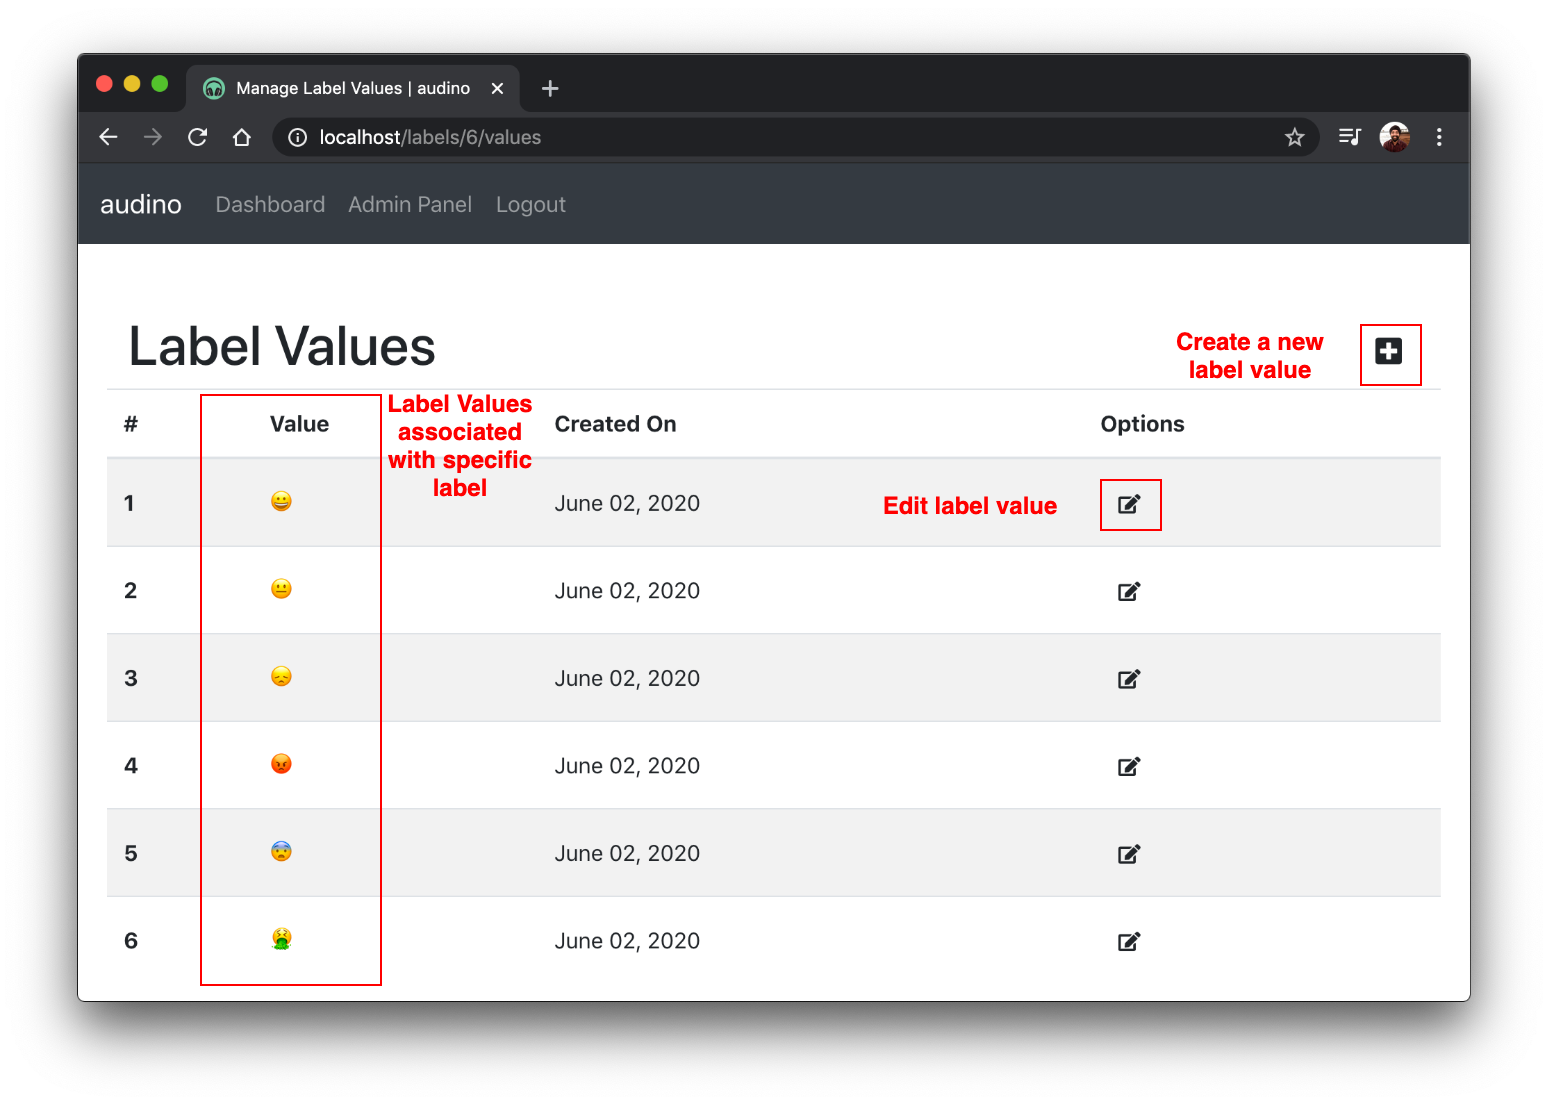 Manage Label Values | audino
localhost/labels/6/values
audino Dashboard Admin Panel Logout
Label Values
Create a new
label value
# Value Created On Options
Label Values
associated
with specific
label
1 😀 June 02, 2020
Edit label value
2 😐 June 02, 2020
3 😞 June 02, 2020
4 😡 June 02, 2020
5 😨 June 02, 2020
6 🤮 June 02, 2020